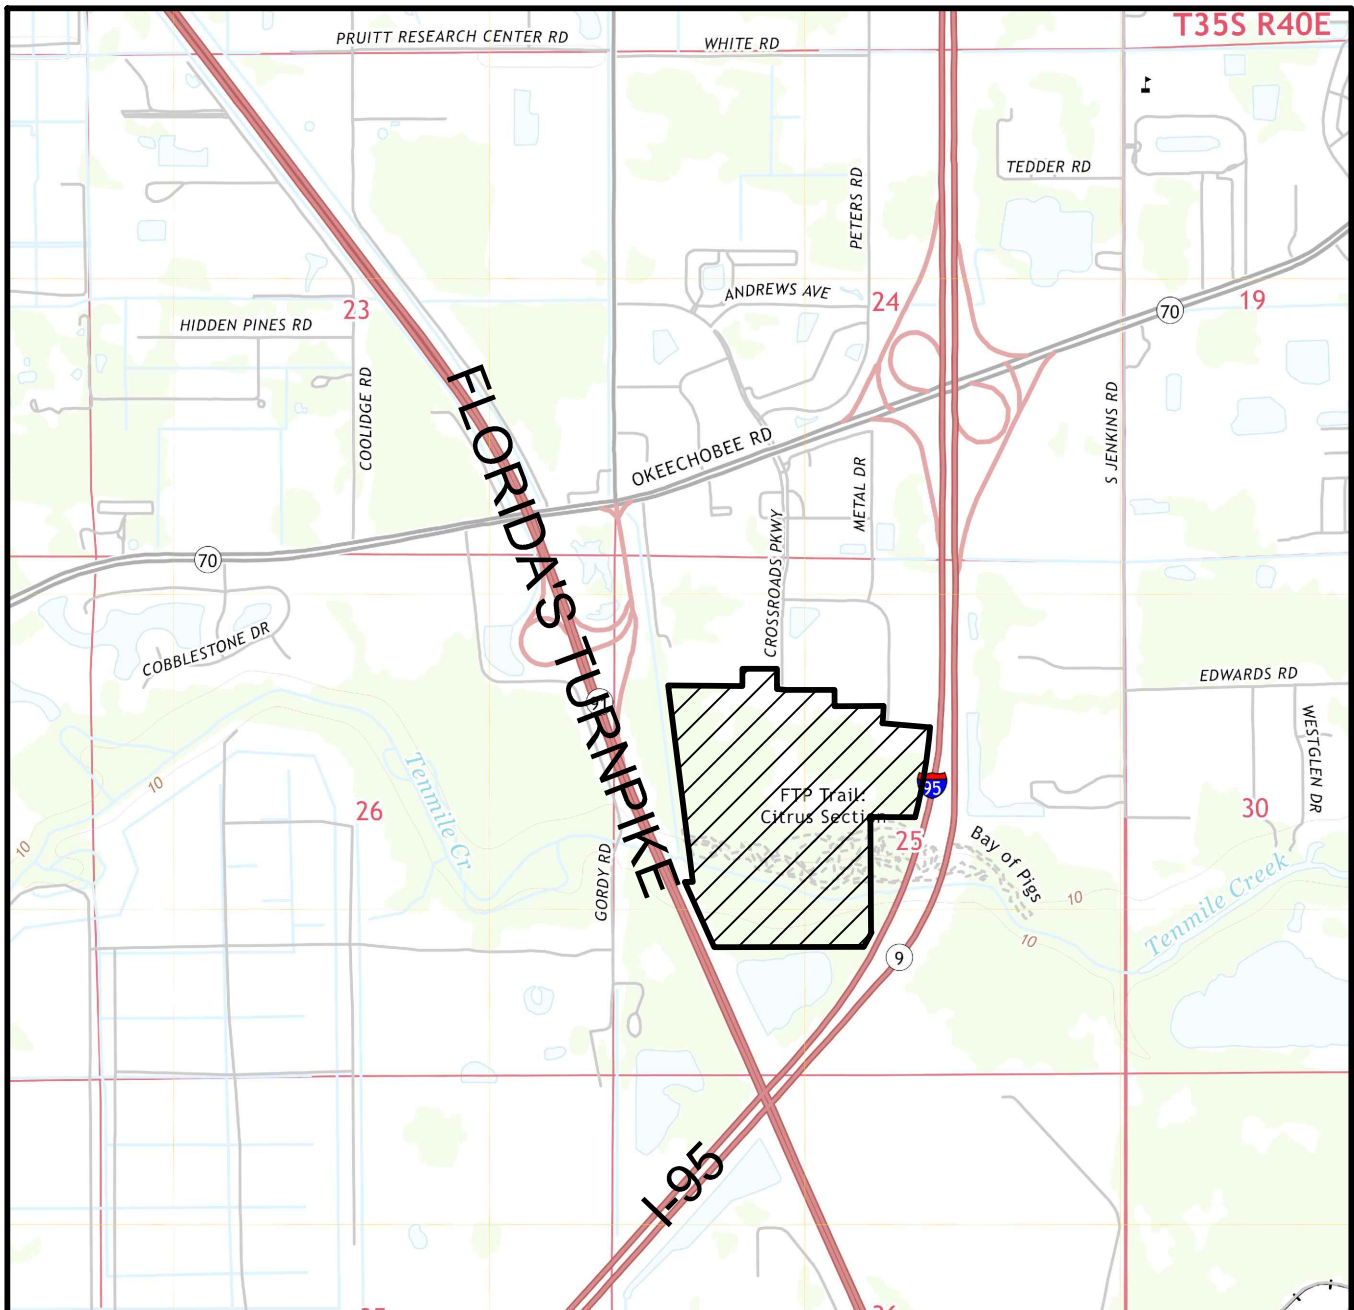 T35S R40E
PRUITT RESEARCH CENTER RD
WHITE RD
TEDDER RD
PETERS RD
ANDREWS AVE
24
19
23
70
HIDDEN PINES RD
COOLIDGE RD
S JENKINS RD
OKEECHOBEE RD
METAL DR
CROSSROADS PKWY
FLORIDA'S TURNPIKE
70
COBBLESTONE DR
EDWARDS RD
WESTGLEN DR
91
95
10
Tenmile Cr
26
FTP Trail:
Citrus Section
25
30
10
GORDY RD
Bay of Pigs
10
10
Tenmile Creek
9
I-95